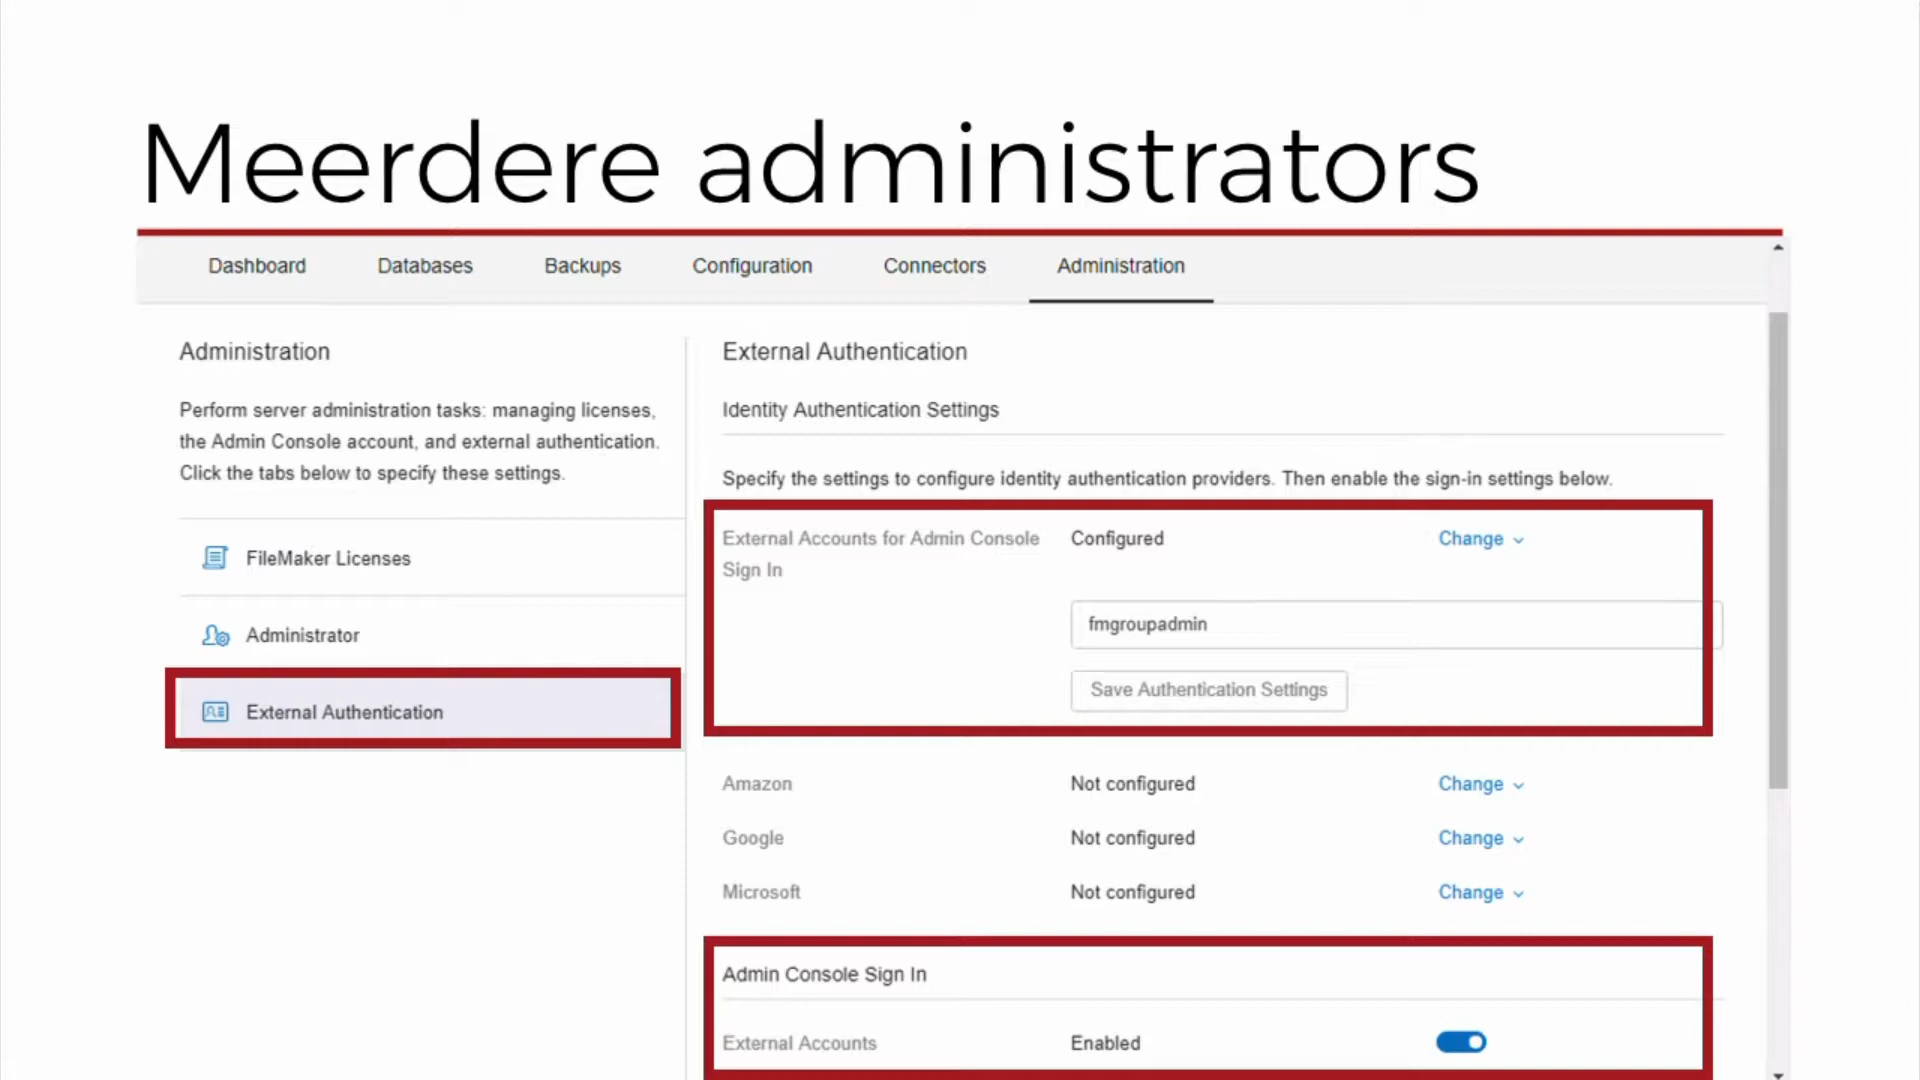 Meerdere administrators
Dashboard Databases Backups Configuration Connectors Administration
Administration
Perform server administration tasks: managing licenses,
the Admin Console account, and external authentication.
Click the tabs below to specify these settings.
FileMaker Licenses
Administrator
External Authentication
External Authentication
Identity Authentication Settings
Specify the settings to configure identity authentication providers. Then enable the sign-in settings below.
External Accounts for Admin Console Configured Change
Sign In
fmgroupadmin
Save Authentication Settings
Amazon Not configured Change
Google Not configured Change
Microsoft Not configured Change
Admin Console Sign In
External Accounts Enabled